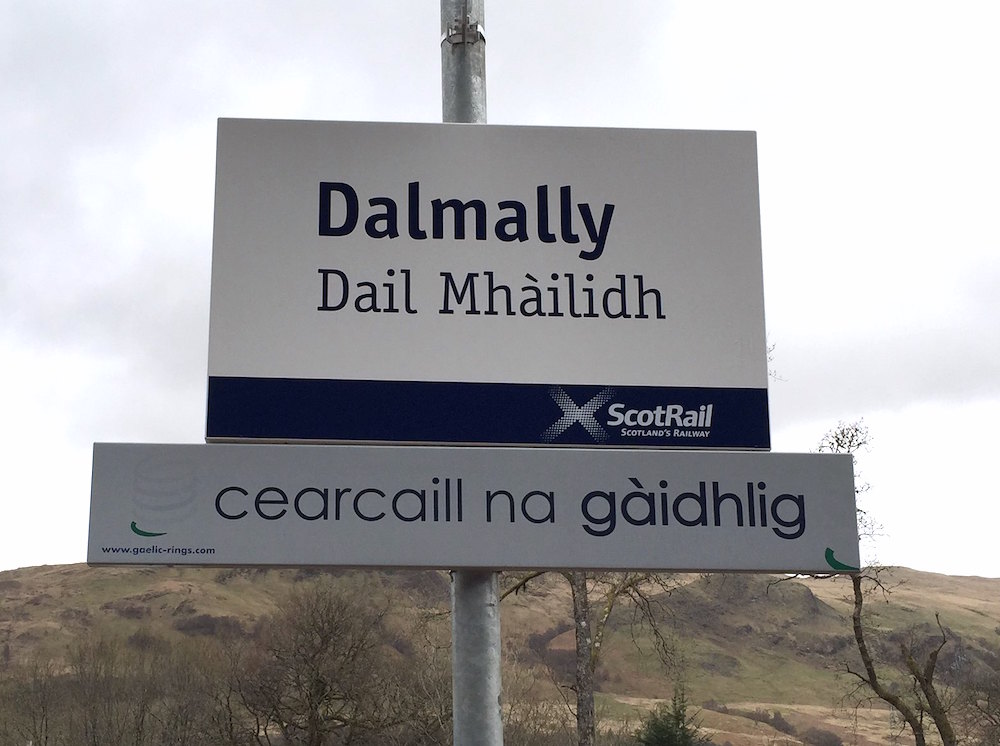 Dalmally
Dail Mhàilidh
ScotRail
Scotland's Railway
cearcaill na gàidhlig
www.gaelic-rings.com